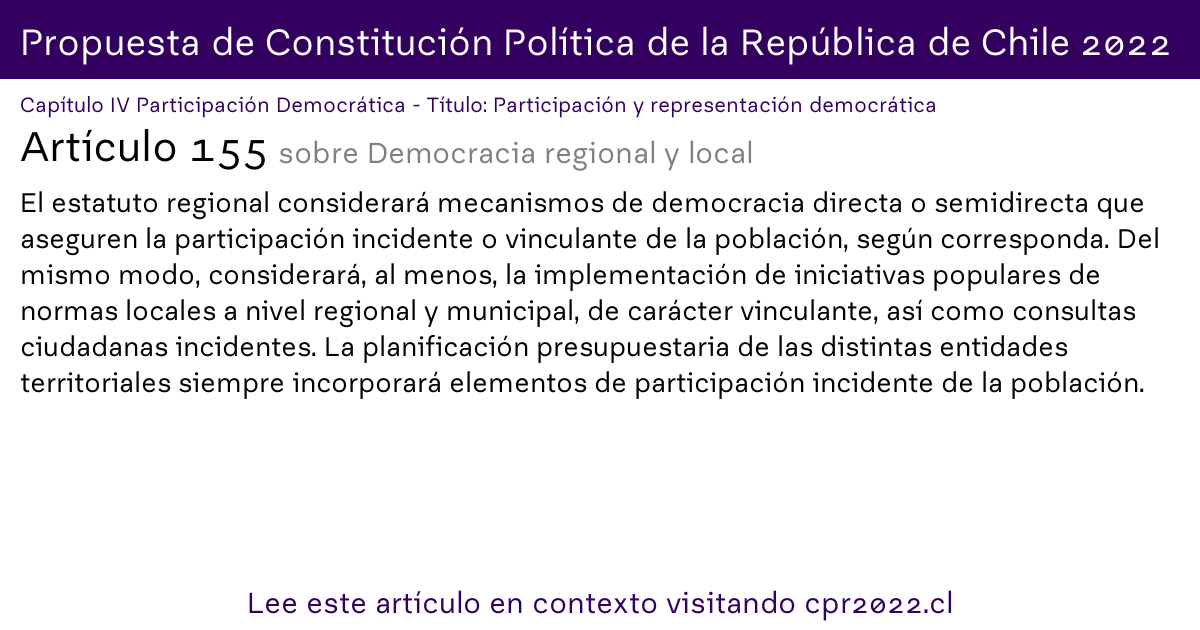 Propuesta de Constitución Política de la República de Chile 2022
Capítulo IV Participación Democrática - Título: Participación y representación democrática
Artículo 155 sobre Democracia regional y local
El estatuto regional considerará mecanismos de democracia directa o semidirecta que
aseguren la participación incidente o vinculante de la población, según corresponda. Del
mismo modo, considerará, al menos, la implementación de iniciativas populares de
normas locales a nivel regional y municipal, de carácter vinculante, así como consultas
ciudadanas incidentes. La planificación presupuestaria de las distintas entidades
territoriales siempre incorporará elementos de participación incidente de la población.
Lee este artículo en contexto visitando cpr2022.cl